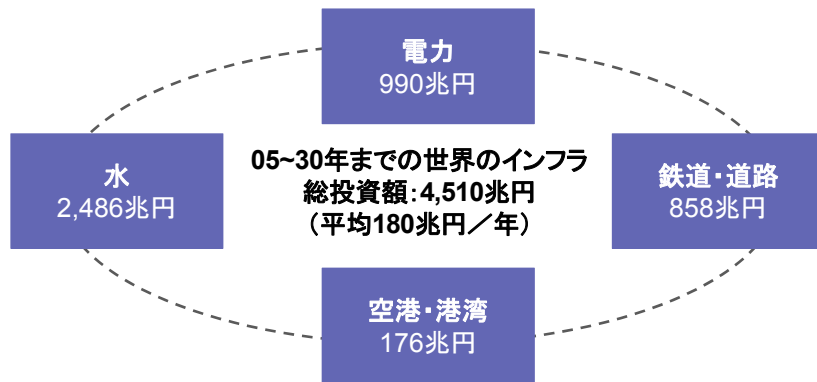 電力
990兆円
水
2,486兆円
05~30年までの世界のインフラ
総投資額：4,510兆円
（平均180兆円／年）
鉄道・道路
858兆円
空港・港湾
176兆円